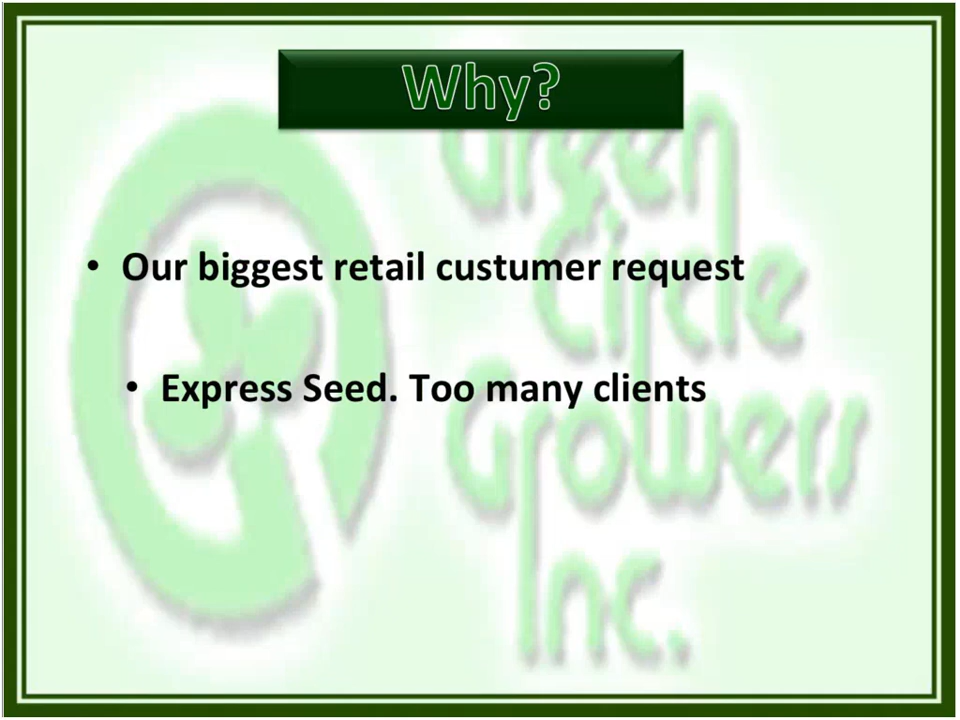 Why?
Green
Circle
Growers
Inc.
• Our biggest retail custumer request
• Express Seed. Too many clients